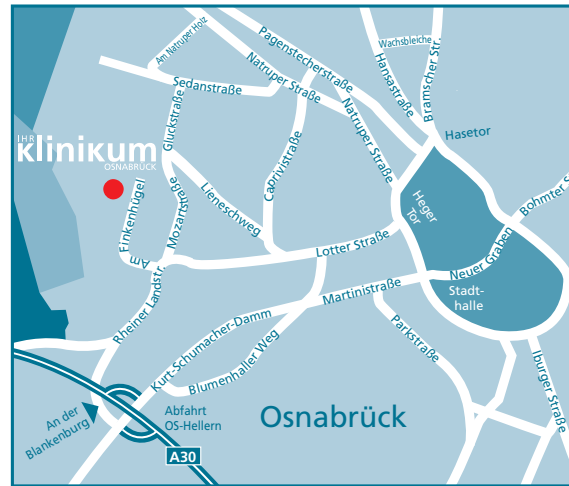 Am Natruper Holz
Pagenstecherstraße
Wachsbleiche
Hansastraße
Bramscher Str.
Sedanstraße
Natruper Straße
Natruper Straße
Hasetor
IHR
Klinikum
OSNABRÜCK
Gluckstraße
Caprivistraße
Lieneschweg
Mozartstraße
Am Finkenhügel
Heger
Tor
Bohmter S
Lotter Straße
Neuer Graben
Stadt-
halle
Rheiner Landstr.
Martinistraße
Kurt-Schumacher-Damm
Parkstraße
Blumenhaller Weg
Iburger Straße
An der
Blankenburg
Abfahrt
OS-Hellern
Osnabrück
A30